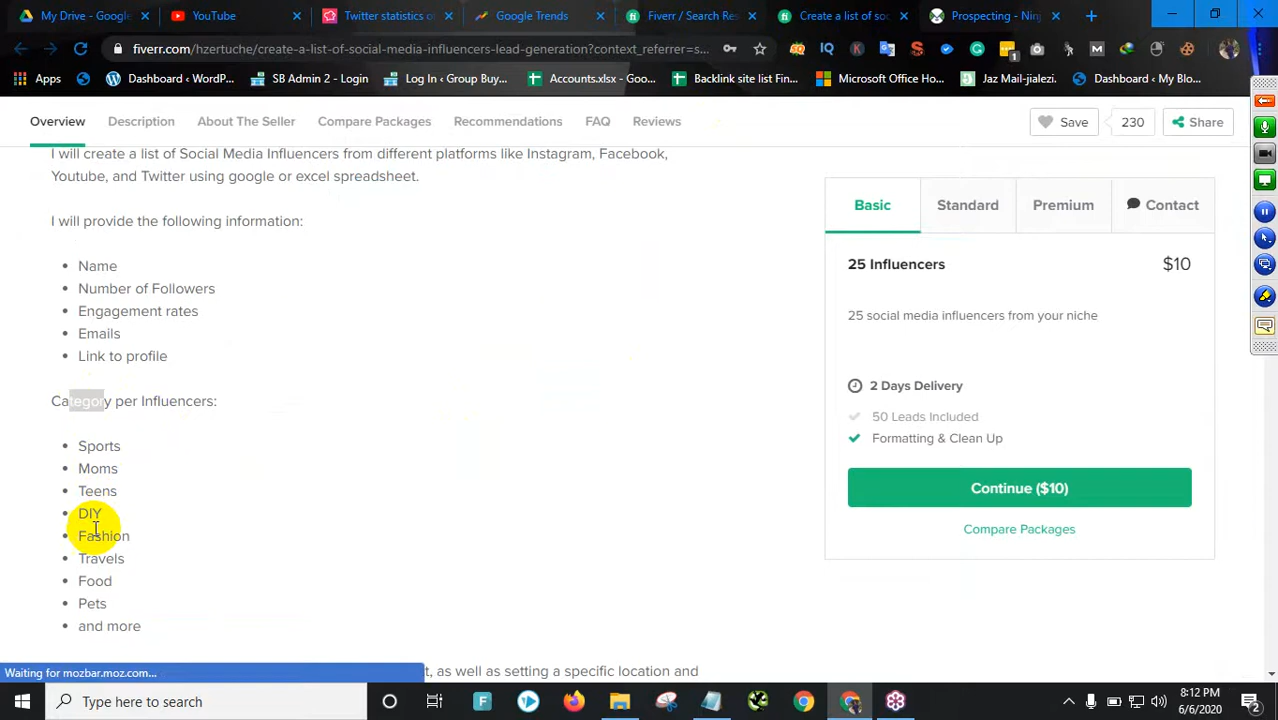 My Drive - Google
YouTube
Twitter statistics o
Google Trends
Fiverr / Search Res
Create a list of soc
Prospecting - Ninj
fiverr.com/hzertuche/create-a-list-of-social-media-influencers-lead-generation?context_referrer=s...
Apps
Dashboard ‹ WordP...
SB Admin 2 - Login
Log In ‹ Group Buy...
Accounts.xlsx - Goo...
Backlink site list Fin...
Microsoft Office Ho...
Jaz Mail-jialezi.
Dashboard ‹ My Blo...
Overview
Description
About The Seller
Compare Packages
Recommendations
FAQ
Reviews
Save
230
Share
I will create a list of Social Media Influencers from different platforms like Instagram, Facebook,
Youtube, and Twitter using google or excel spreadsheet.
I will provide the following information:
Name
Number of Followers
Engagement rates
Emails
Link to profile
Category per Influencers:
Sports
Moms
Teens
DIY
Fashion
Travels
Food
Pets
and more
t, as well as setting a specific location and
Basic
Standard
Premium
Contact
25 Influencers
$10
25 social media influencers from your niche
2 Days Delivery
50 Leads Included
Formatting & Clean Up
Continue ($10)
Compare Packages
Waiting for mozbar.moz.com...
Type here to search
8:12 PM
6/6/2020
2